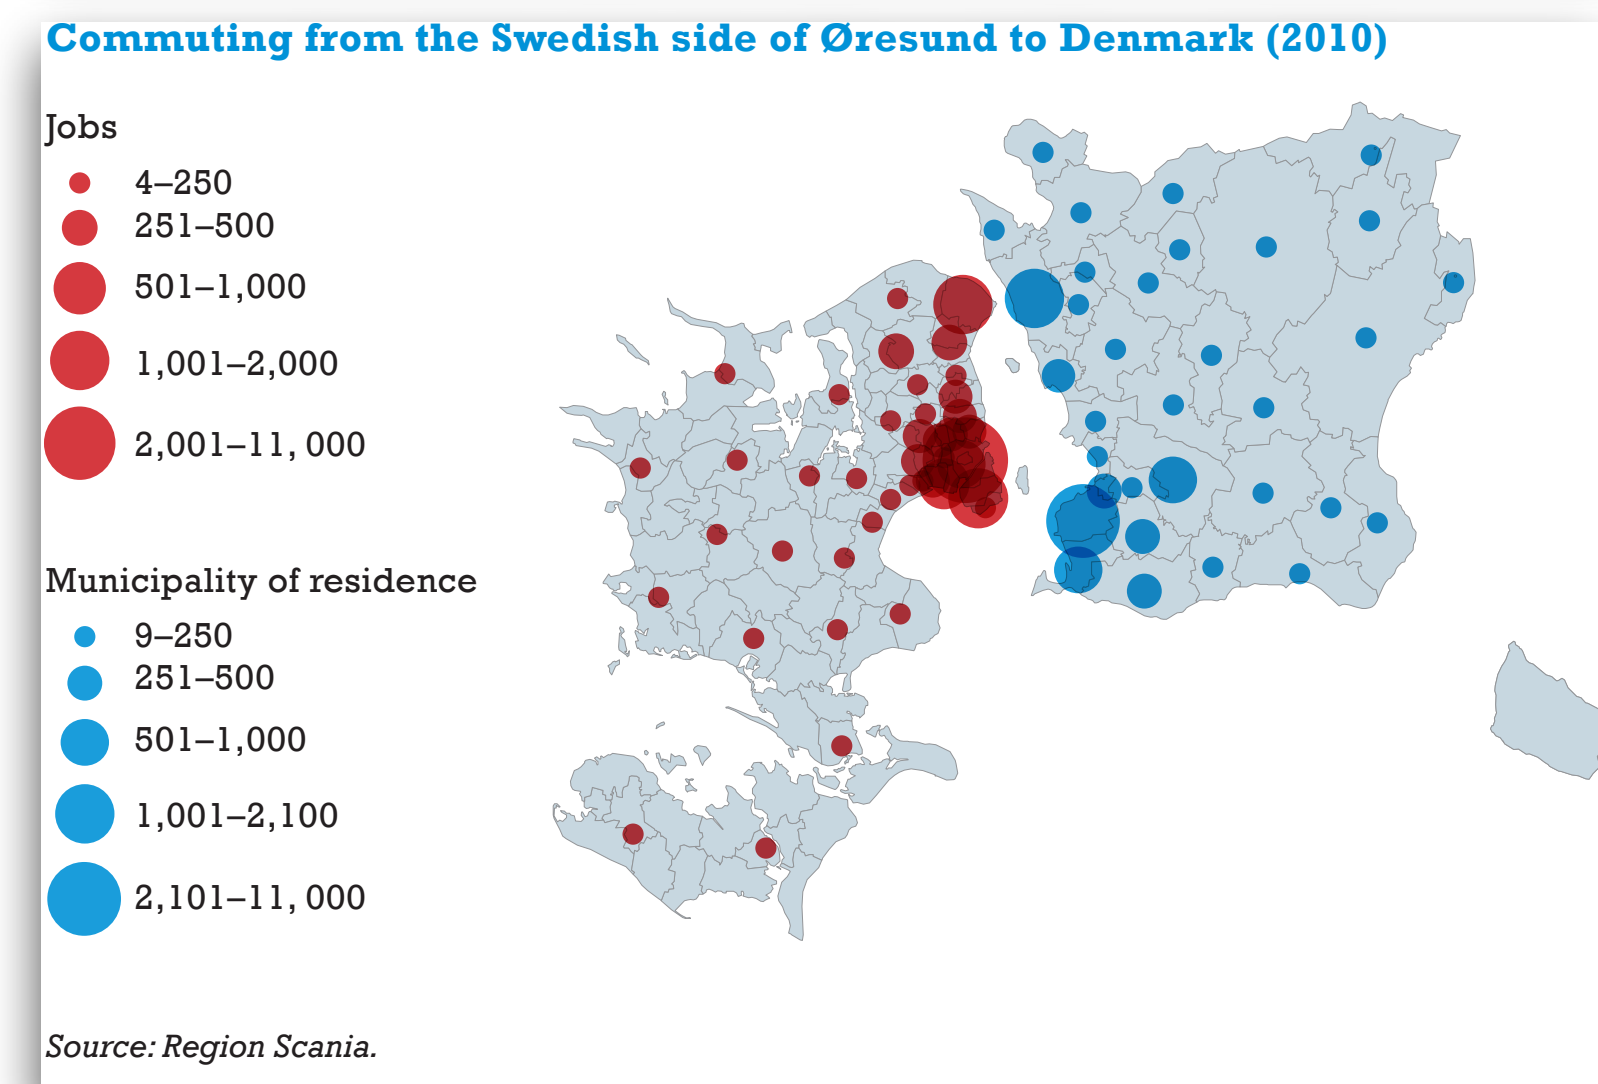 Commuting from the Swedish side of Øresund to Denmark (2010)
Jobs
4–250
251–500
501–1,000
1,001–2,000
2,001–11, 000
Municipality of residence
9–250
251–500
501–1,000
1,001–2,100
2,101–11, 000
Source: Region Scania.